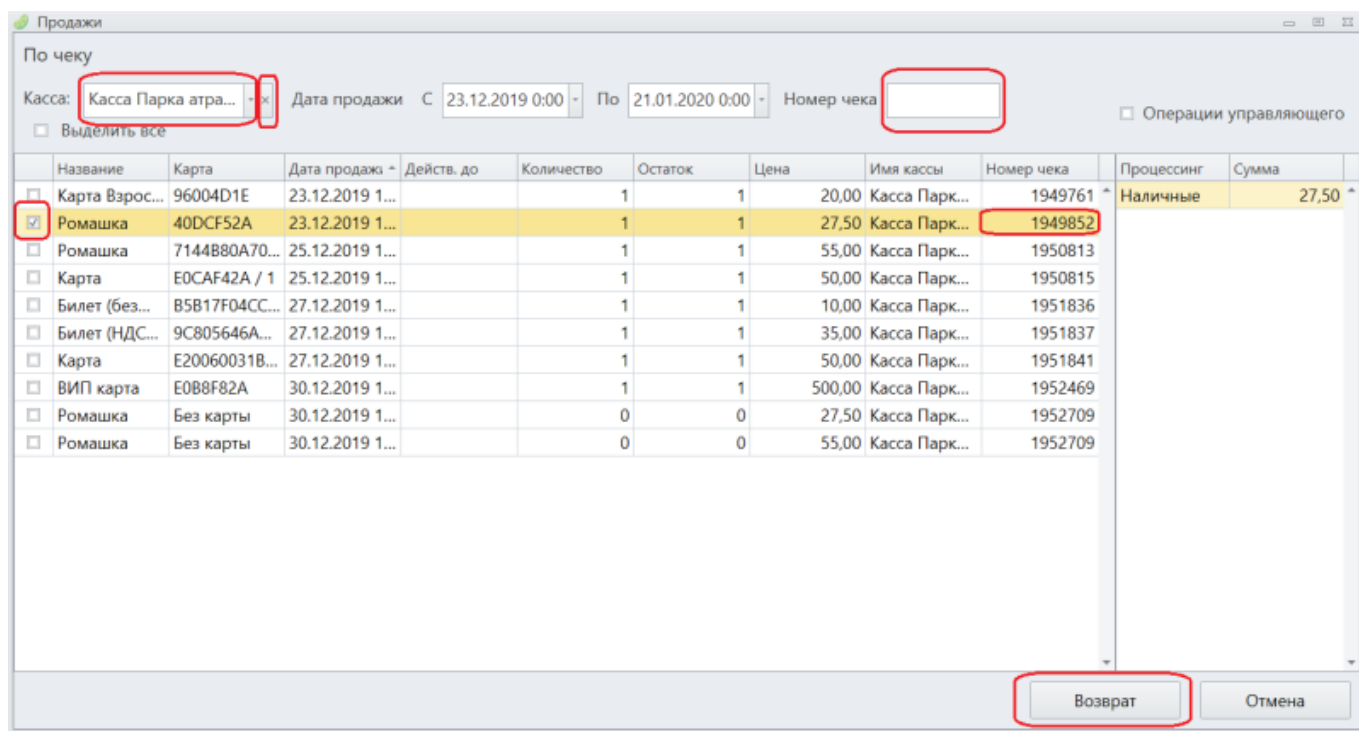 Продажи
По чеку
Касса: Касса Парка атра... Дата продажи С 23.12.2019 0:00 По 21.01.2020 0:00 Номер чека
Операции управляющего
Выделить все
Название Карта Дата продажи Действ. до Количество Остаток Цена Имя кассы Номер чека Процессинг Сумма
Карта Взрос... 96004D1E 23.12.2019 1... 1 1 20,00 Касса Парк... 1949761 Наличные 27,50
Ромашка 40DCF52A 23.12.2019 1... 1 1 27,50 Касса Парк... 1949852
Ромашка 7144B80A70... 25.12.2019 1... 1 1 55,00 Касса Парк... 1950813
Карта E0CAF42A / 1 25.12.2019 1... 1 1 50,00 Касса Парк... 1950815
Билет (без... B5B17F04CC... 27.12.2019 1... 1 1 10,00 Касса Парк... 1951836
Билет (НДС... 9C805646A... 27.12.2019 1... 1 1 35,00 Касса Парк... 1951837
Карта E20060031B... 27.12.2019 1... 1 1 50,00 Касса Парк... 1951841
ВИП карта E0B8F82A 30.12.2019 1... 1 1 500,00 Касса Парк... 1952469
Ромашка Без карты 30.12.2019 1... 0 0 27,50 Касса Парк... 1952709
Ромашка Без карты 30.12.2019 1... 0 0 55,00 Касса Парк... 1952709
Возврат Отмена